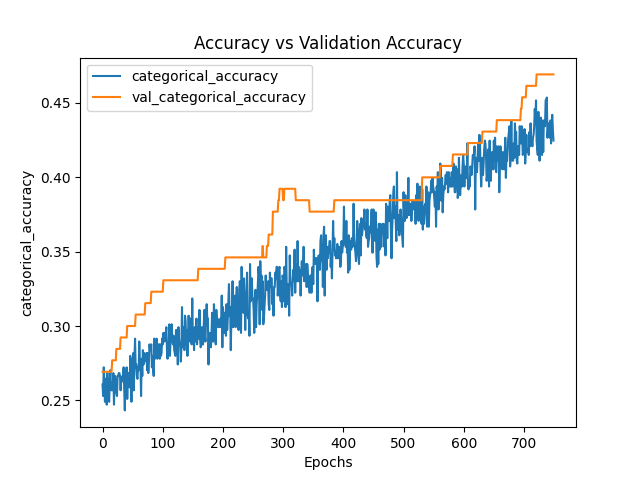 Accuracy vs Validation Accuracy
categorical_accuracy
val_categorical_accuracy
0.45
0.40
0.35
0.30
0.25
categorical_accuracy
0 100 200 300 400 500 600 700
Epochs